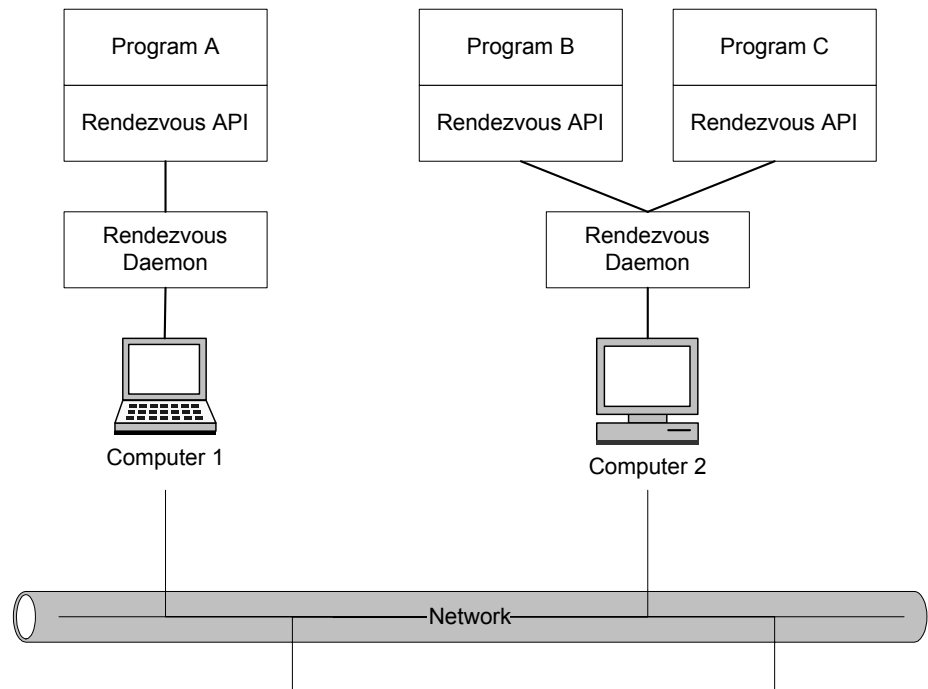 Program A
Program B
Program C
Rendezvous API
Rendezvous API
Rendezvous API
Rendezvous
Daemon
Rendezvous
Daemon
Computer 1
Computer 2
Network